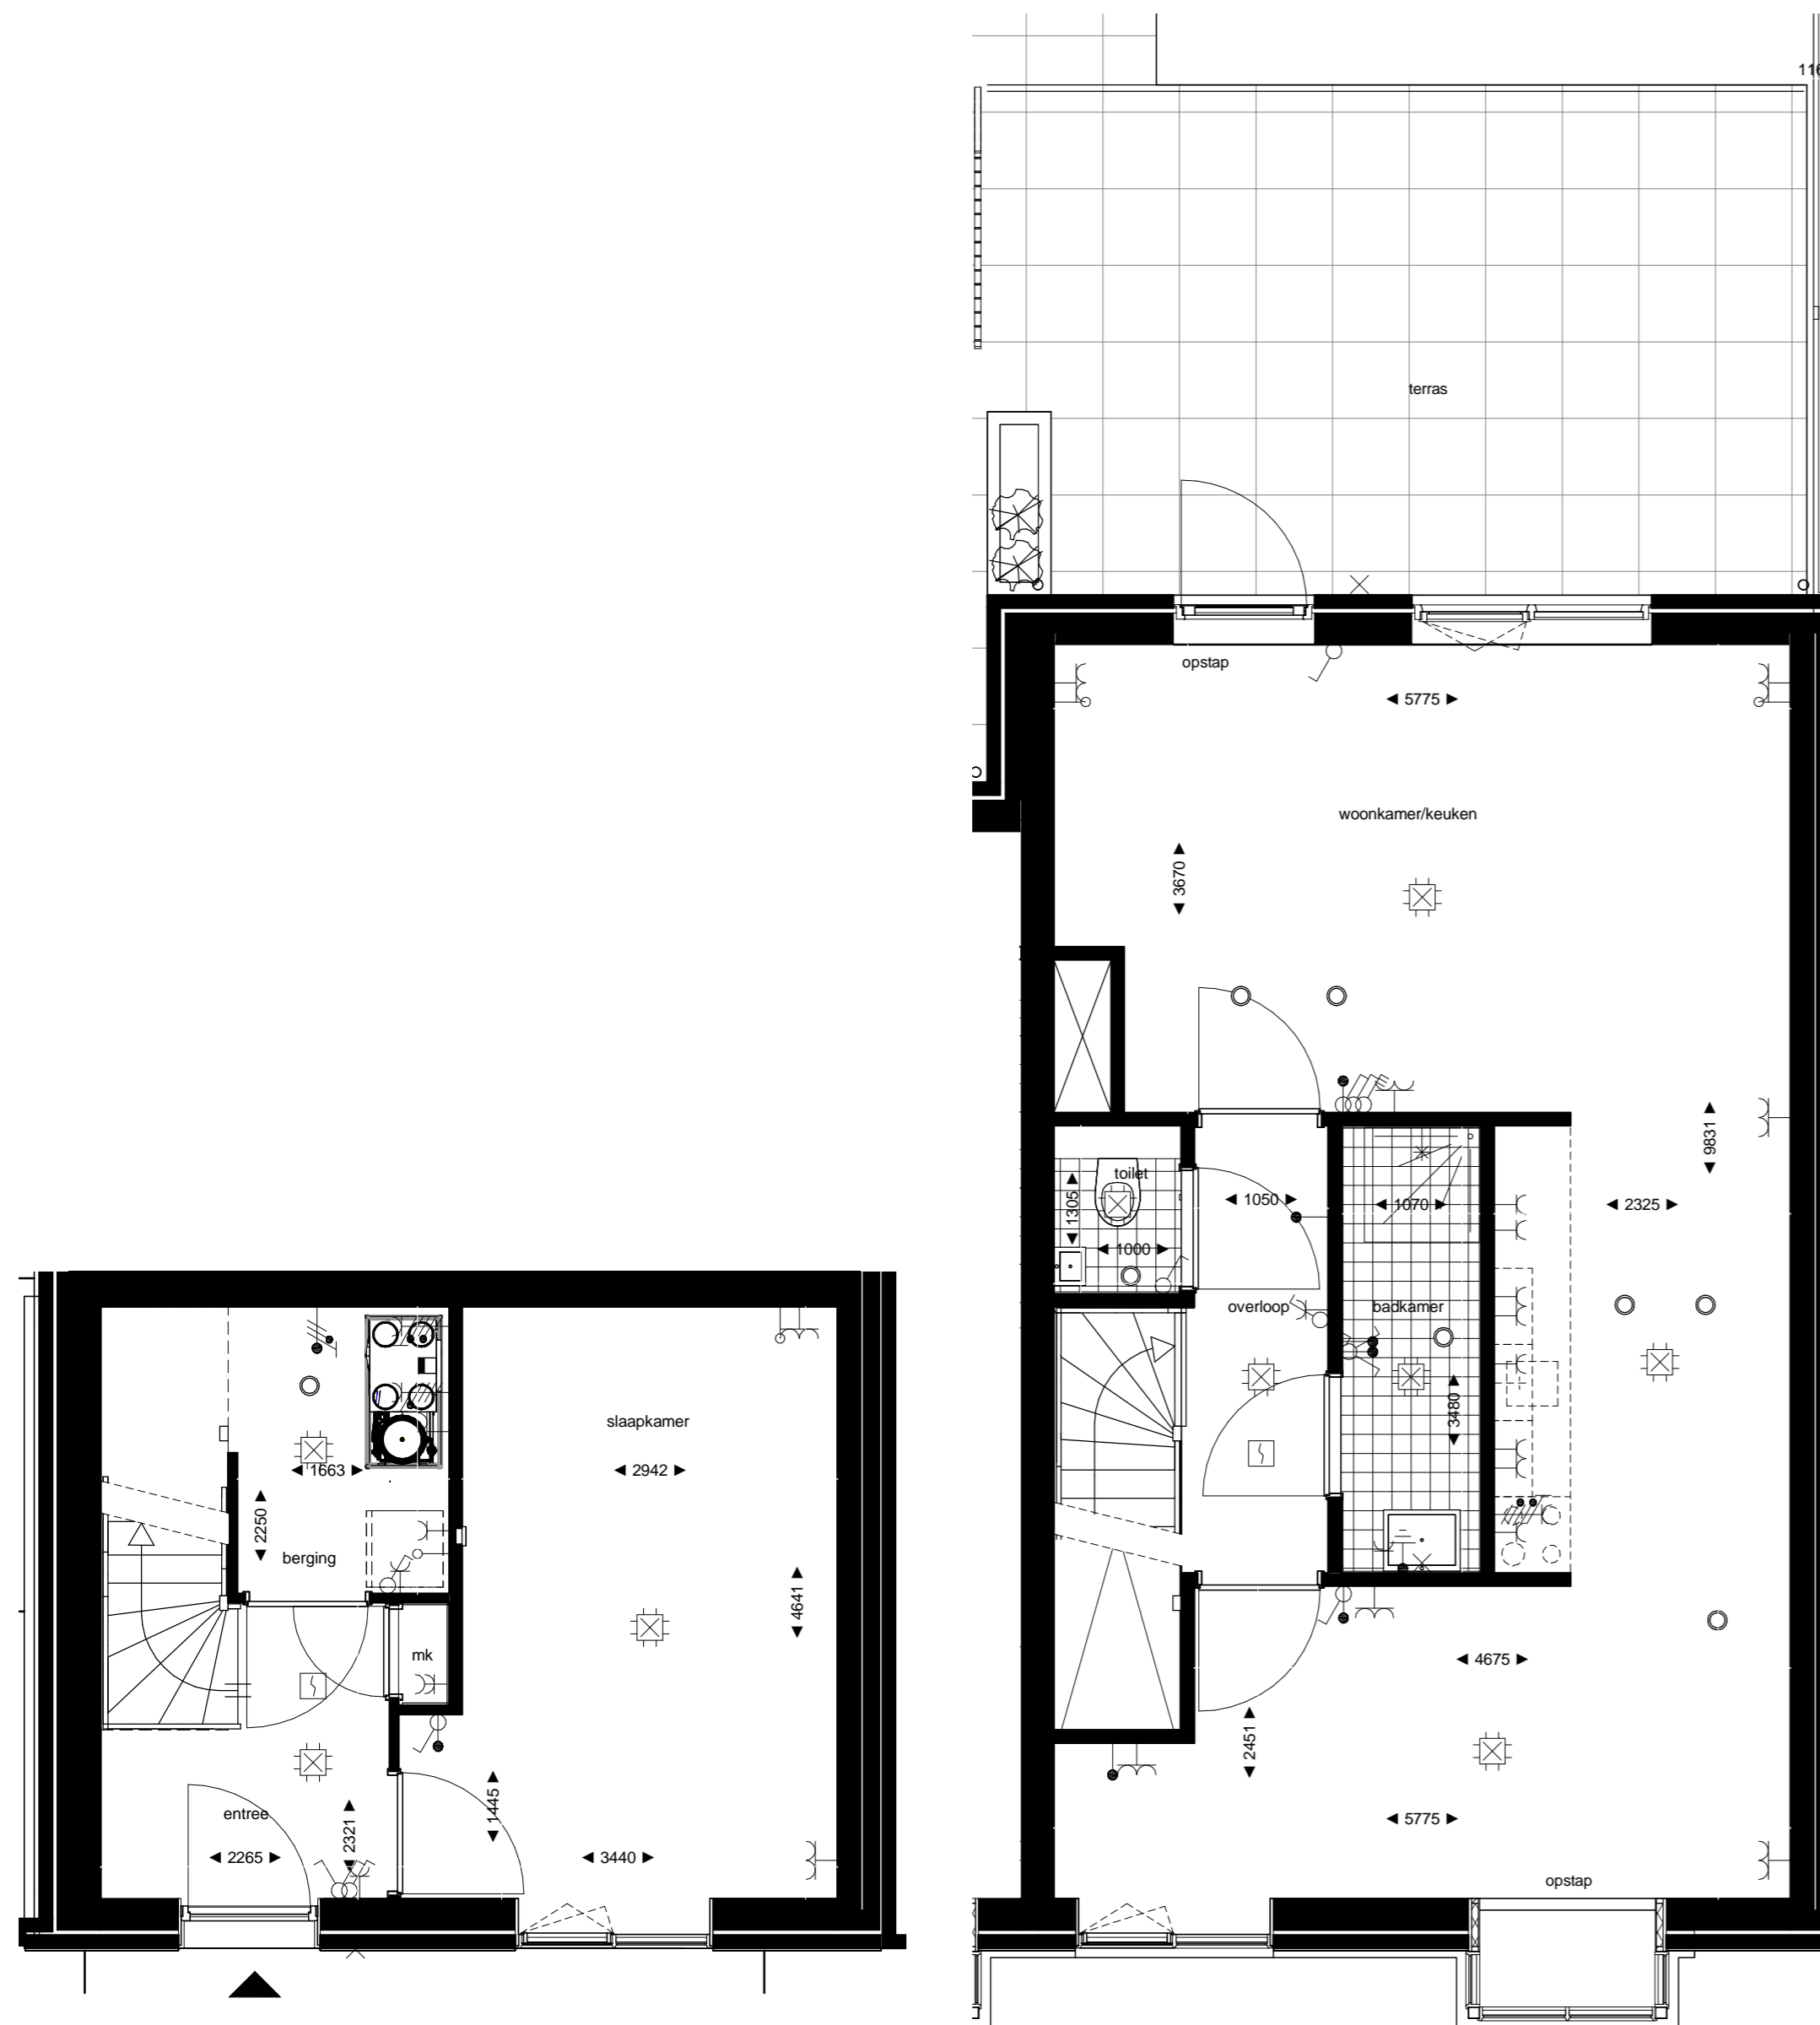 116
terras
opstap
◄ 5775 ►
woonkamer/keuken
◄ 3670 ►
◄ 9831 ►
toilet
◄ 1305 ►
◄ 1050 ►
◄ 1070 ►
◄ 2325 ►
◄ 1000 ►
overloop
badkamer
◄ 3480 ►
◄ 4675 ►
◄ 2451 ►
◄ 5775 ►
opstap
slaapkamer
◄ 1663 ►
◄ 2942 ►
◄ 2250 ►
berging
◄ 4641 ►
mk
◄ 1445 ►
entree
◄ 2321 ►
◄ 2265 ►
◄ 3440 ►